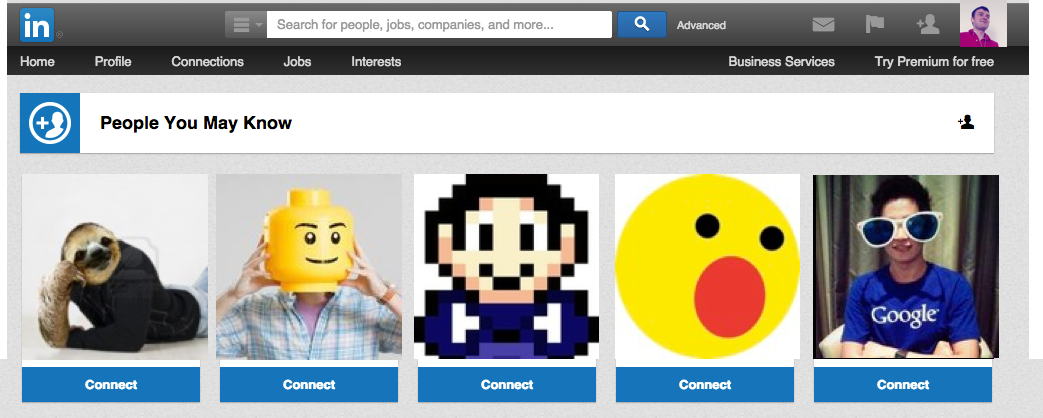 in
Search for people, jobs, companies, and more...
Advanced
Home Profile Connections Jobs Interests Business Services Try Premium for free
People You May Know
Google
Connect Connect Connect Connect Connect